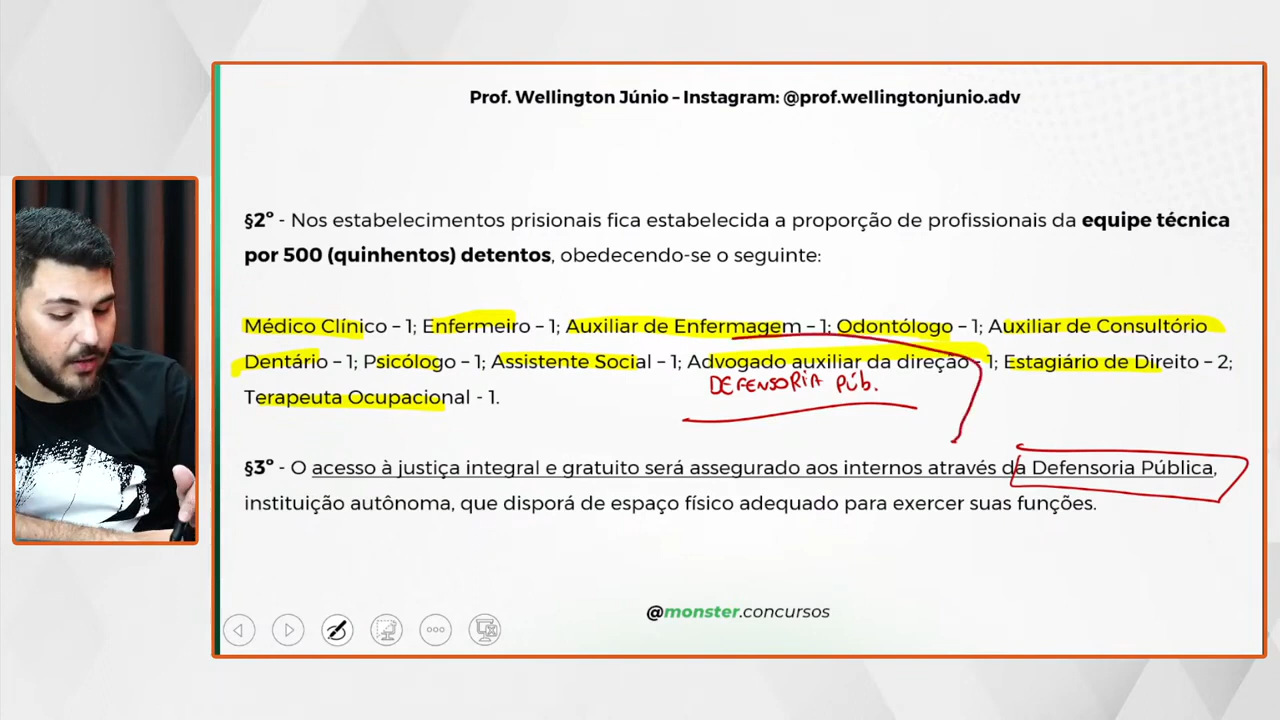 Prof. Wellington Júnio – Instagram: @prof.wellingtonjunio.adv
§2º - Nos estabelecimentos prisionais fica estabelecida a proporção de profissionais da equipe técnica
por 500 (quinhentos) detentos, obedecendo-se o seguinte:
Médico Clínico – 1; Enfermeiro – 1; Auxiliar de Enfermagem – 1; Odontólogo – 1; Auxiliar de Consultório
Dentário – 1; Psicólogo – 1; Assistente Social – 1; Advogado auxiliar da direção – 1; Estagiário de Direito – 2;
DEFENSORIA PÚB.
Terapeuta Ocupacional - 1.
§3º - O acesso à justiça integral e gratuito será assegurado aos internos através da Defensoria Pública,
instituição autônoma, que disporá de espaço físico adequado para exercer suas funções.
@monster.concursos